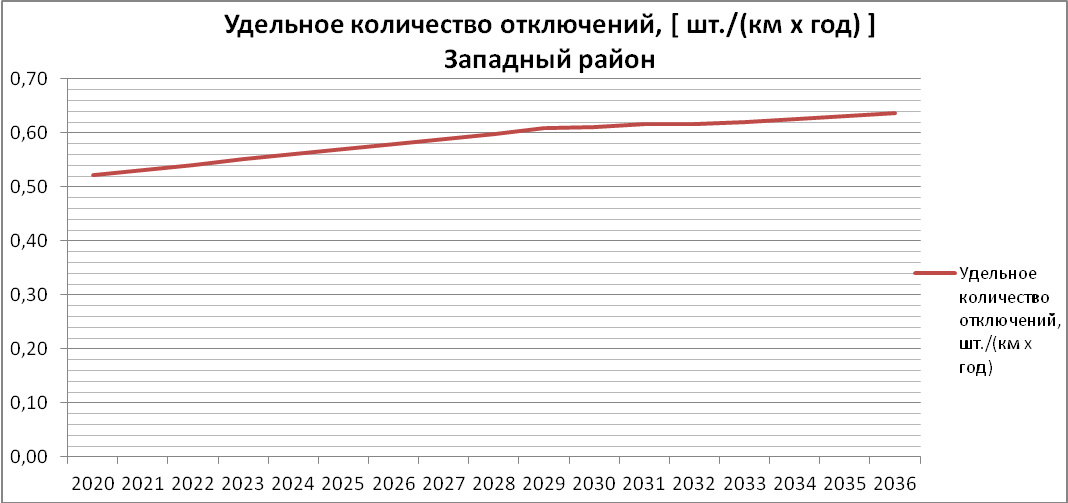 Удельное количество отключений, [ шт./(км х год) ]
Западный район
0,70
0,60
0,50
0,40
0,30
0,20
0,10
0,00
2020 2021 2022 2023 2024 2025 2026 2027 2028 2029 2030 2031 2032 2033 2034 2035 2036
Удельное
количество
отключений,
шт./(км х
год)